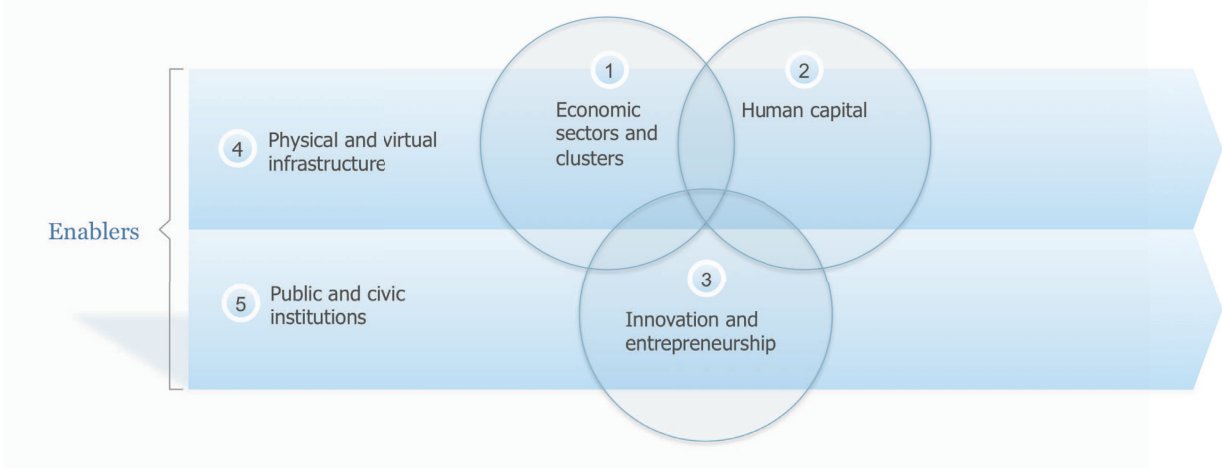 Enablers
4
Physical and virtual
infrastructure
5
Public and civic
institutions
1
Economic
sectors and
clusters
2
Human capital
3
Innovation and
entrepreneurship